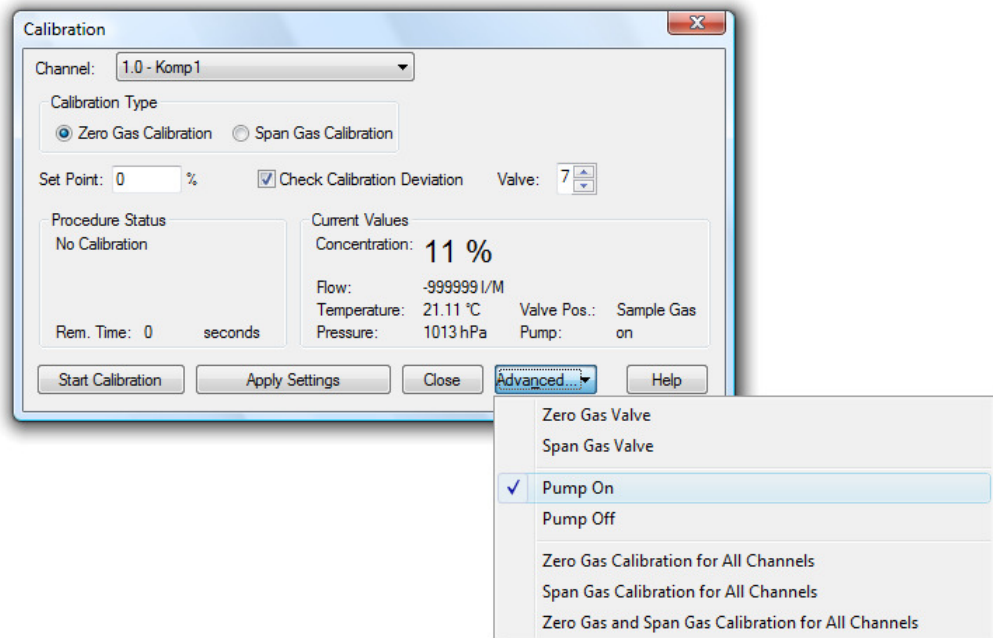 Calibration
Channel: 1.0 - Komp1
Calibration Type
Zero Gas Calibration Span Gas Calibration
Set Point: 0 % Check Calibration Deviation Valve: 7
Procedure Status
No Calibration
Rem. Time: 0 seconds
Current Values
Concentration: 11 %
Flow: -999999 l/M
Temperature: 21.11 °C Valve Pos.: Sample Gas
Pressure: 1013 hPa Pump: on
Start Calibration Apply Settings Close Advanced... Help
Zero Gas Valve
Span Gas Valve
Pump On
Pump Off
Zero Gas Calibration for All Channels
Span Gas Calibration for All Channels
Zero Gas and Span Gas Calibration for All Channels